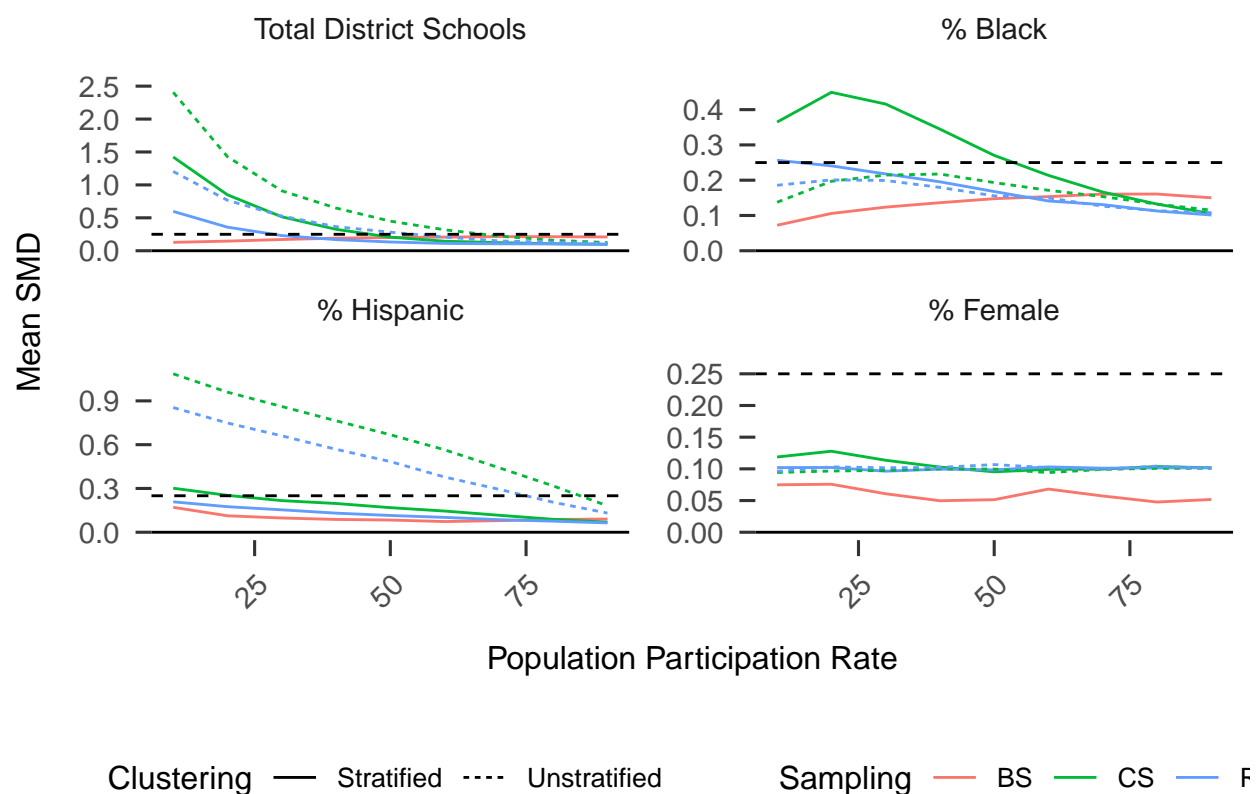 Total District Schools
% Black
2.5
2.0
1.5
1.0
0.5
0.0
0.4
0.3
0.2
0.1
0.0
Mean SMD
% Hispanic
% Female
0.9
0.6
0.3
0.0
0.25
0.20
0.15
0.10
0.05
0.00
25 50 75
25 50 75
Population Participation Rate
Clustering Stratified Unstratified Sampling BS CS R